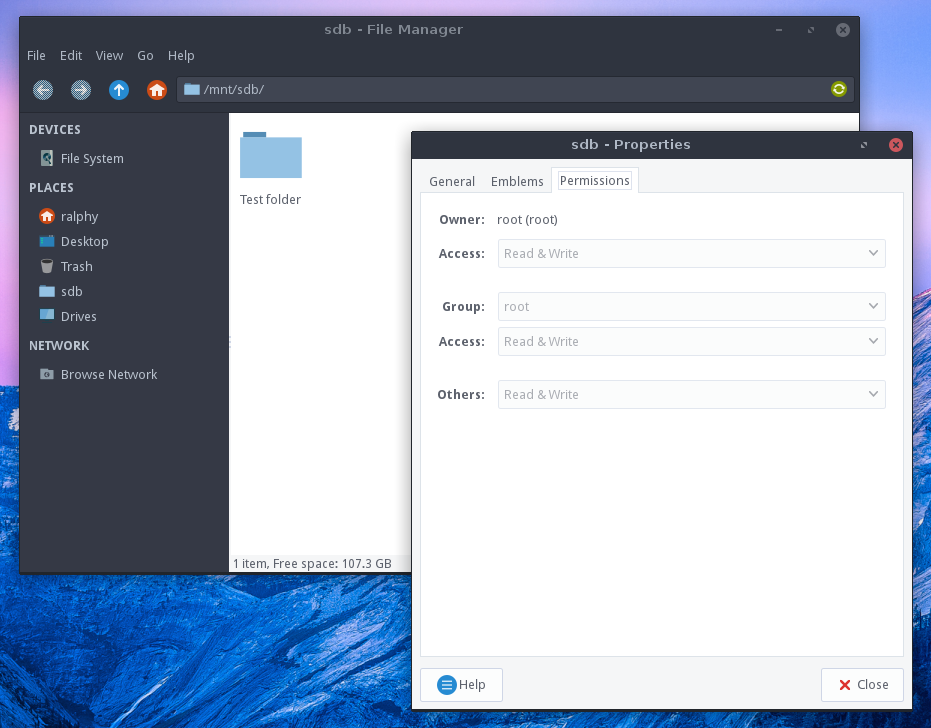 sdb - File Manager
File Edit View Go Help
/mnt/sdb/
DEVICES
File System
PLACES
ralphy
Desktop
Trash
sdb
Drives
NETWORK
Browse Network
Test folder
1 item, Free space: 107.3 GB
sdb - Properties
General Emblems Permissions
Owner: root (root)
Access: Read & Write
Group: root
Access: Read & Write
Others: Read & Write
Help Close